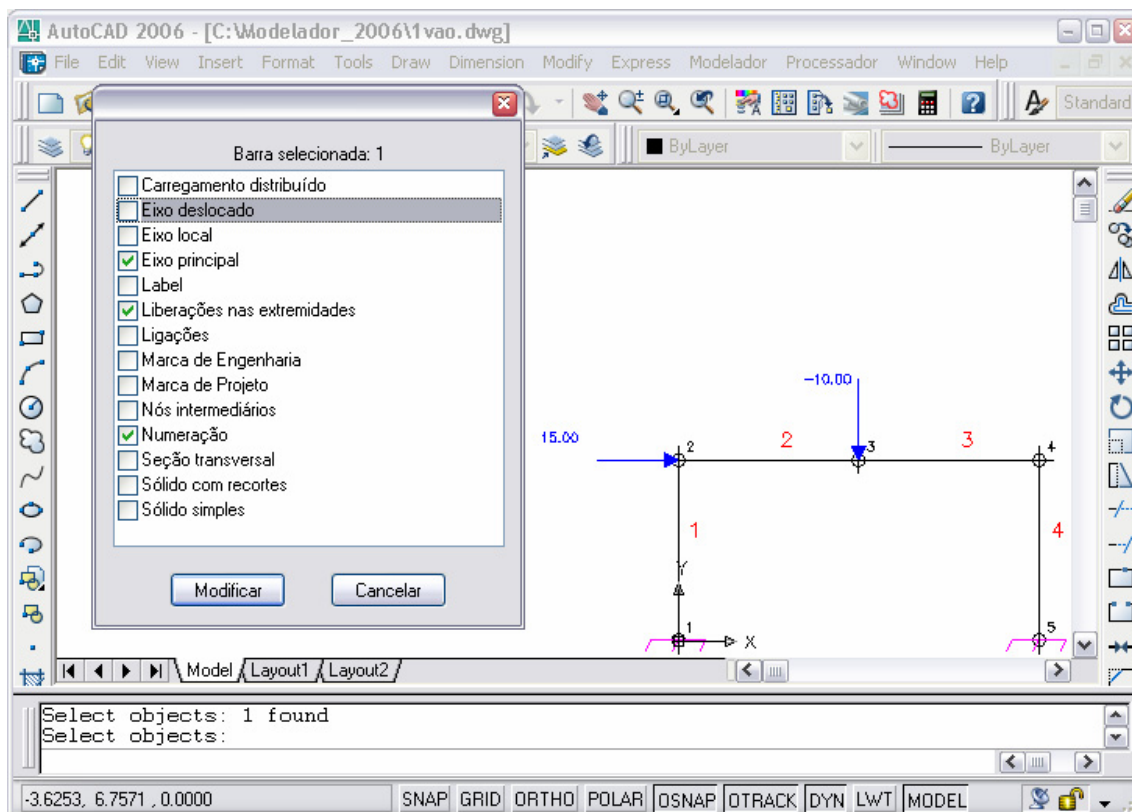 AutoCAD 2006 - [C:\Modelador_2006\1vao.dwg]
File Edit View Insert Format Tools Draw Dimension Modify Express Modelador Processador Window Help
Standard
ByLayer ByLayer
Barra selecionada: 1
Carregamento distribuído
Eixo deslocado
Eixo local
Eixo principal
Label
Liberações nas extremidades
Ligações
Marca de Engenharia
Marca de Projeto
Nós intermediários
Numeração
Seção transversal
Sólido com recortes
Sólido simples
Modificar Cancelar
-10.00
15.00 2 2 3 3 4
1 4
Y
1 X 5
Model Layout1 Layout2
Select objects: 1 found
Select objects:
-3.6253, 6.7571 , 0.0000 SNAP GRID ORTHO POLAR OSNAP OTRACK DYN LWT MODEL